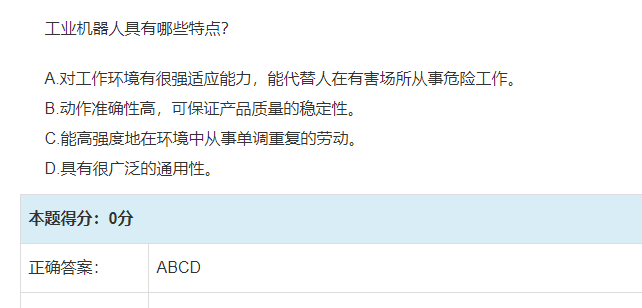 工业机器人具有哪些特点？
A.对工作环境有很强适应能力，能代替人在有害场所从事危险工作。
B.动作准确性高，可保证产品质量的稳定性。
C.能高强度地在环境中从事单调重复的劳动。
D.具有很广泛的通用性。
本题得分：0分
正确答案：
ABCD